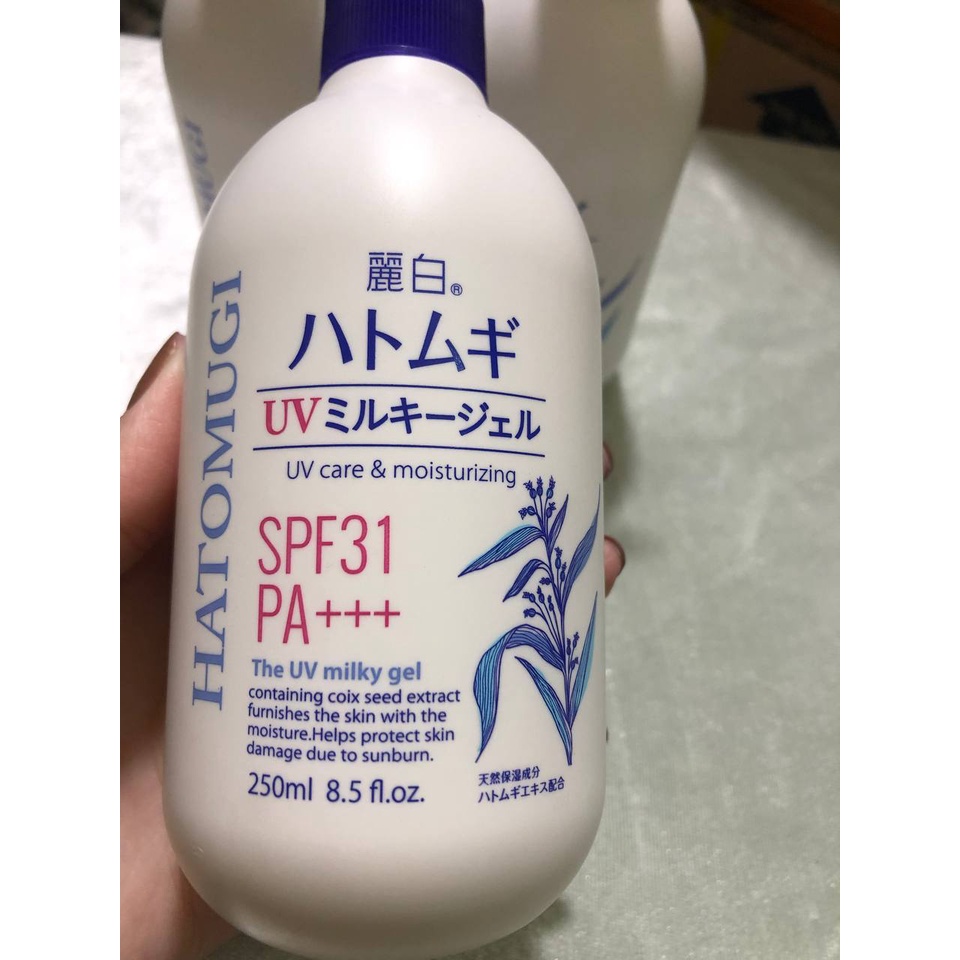 麗白®
ハトムギ
UVミルキージェル
UV care & moisturizing
HATOMUGI
SPF31
PA+++
The UV milky gel
containing coix seed extract
furnishes the skin with the
moisture.Helps protect skin
damage due to sunburn.
250ml 8.5 fl.oz.
天然保湿成分
ハトムギエキス配合